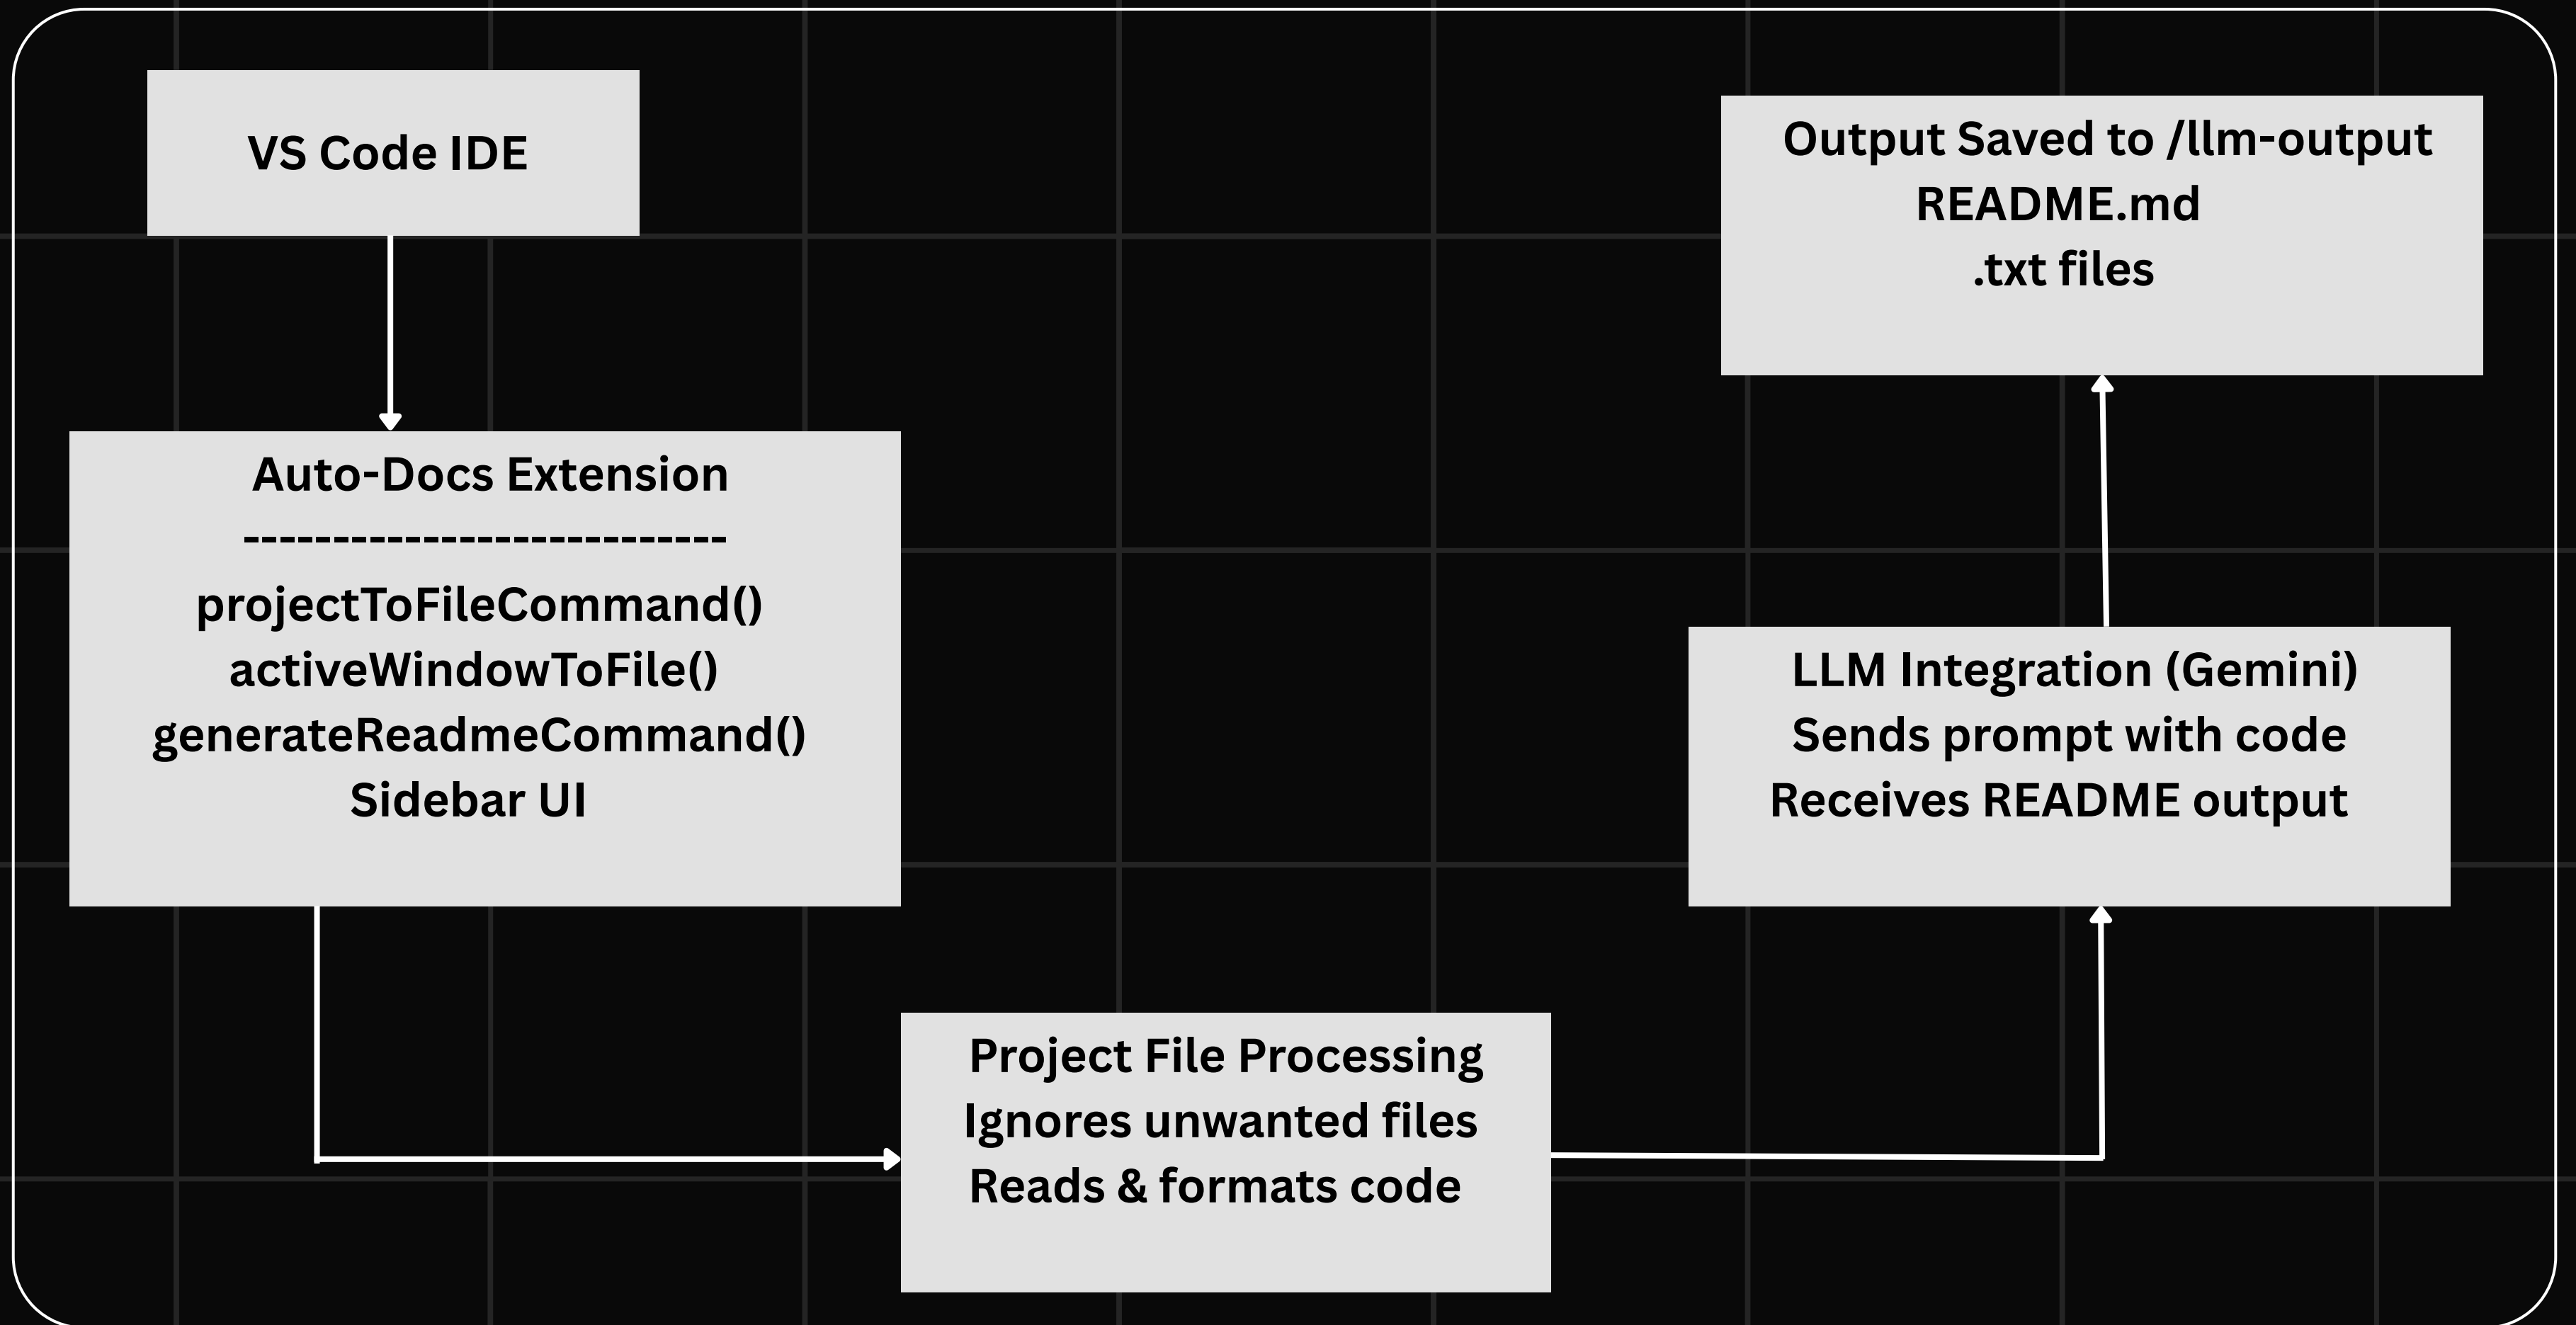 VS Code IDE
Auto-Docs Extension
---------------------------
projectToFileCommand()
activeWindowToFile()
generateReadmeCommand()
Sidebar UI
Project File Processing
Ignores unwanted files
Reads & formats code
LLM Integration (Gemini)
Sends prompt with code
Receives README output
Output Saved to /llm-output
README.md
.txt files